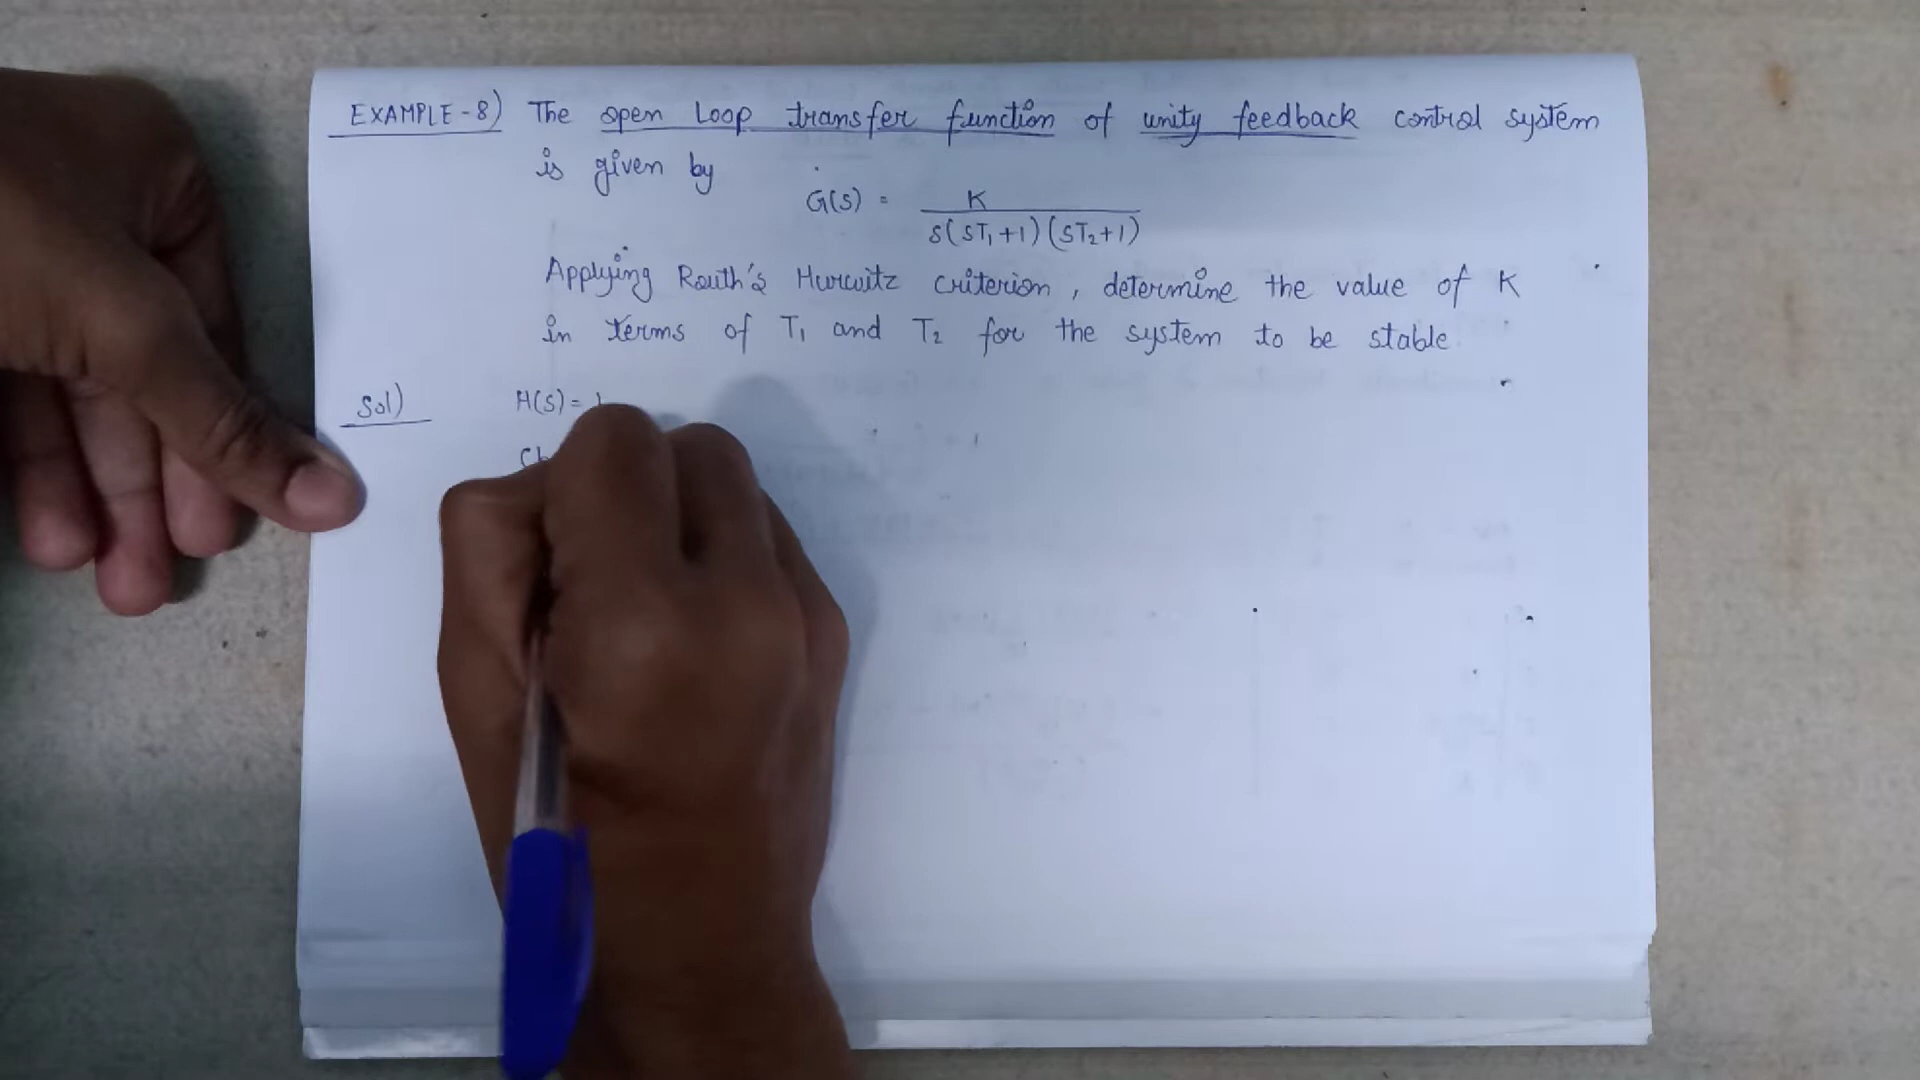 EXAMPLE-8) The open Loop transfer function of unity feedback control system
is given by
G(S) = K / S(ST₁+1)(ST₂+1)
Applying Routh's Hurwitz criterion, determine the value of K
in terms of T₁ and T₂ for the system to be stable
Sol) H(S) = 1
Ch